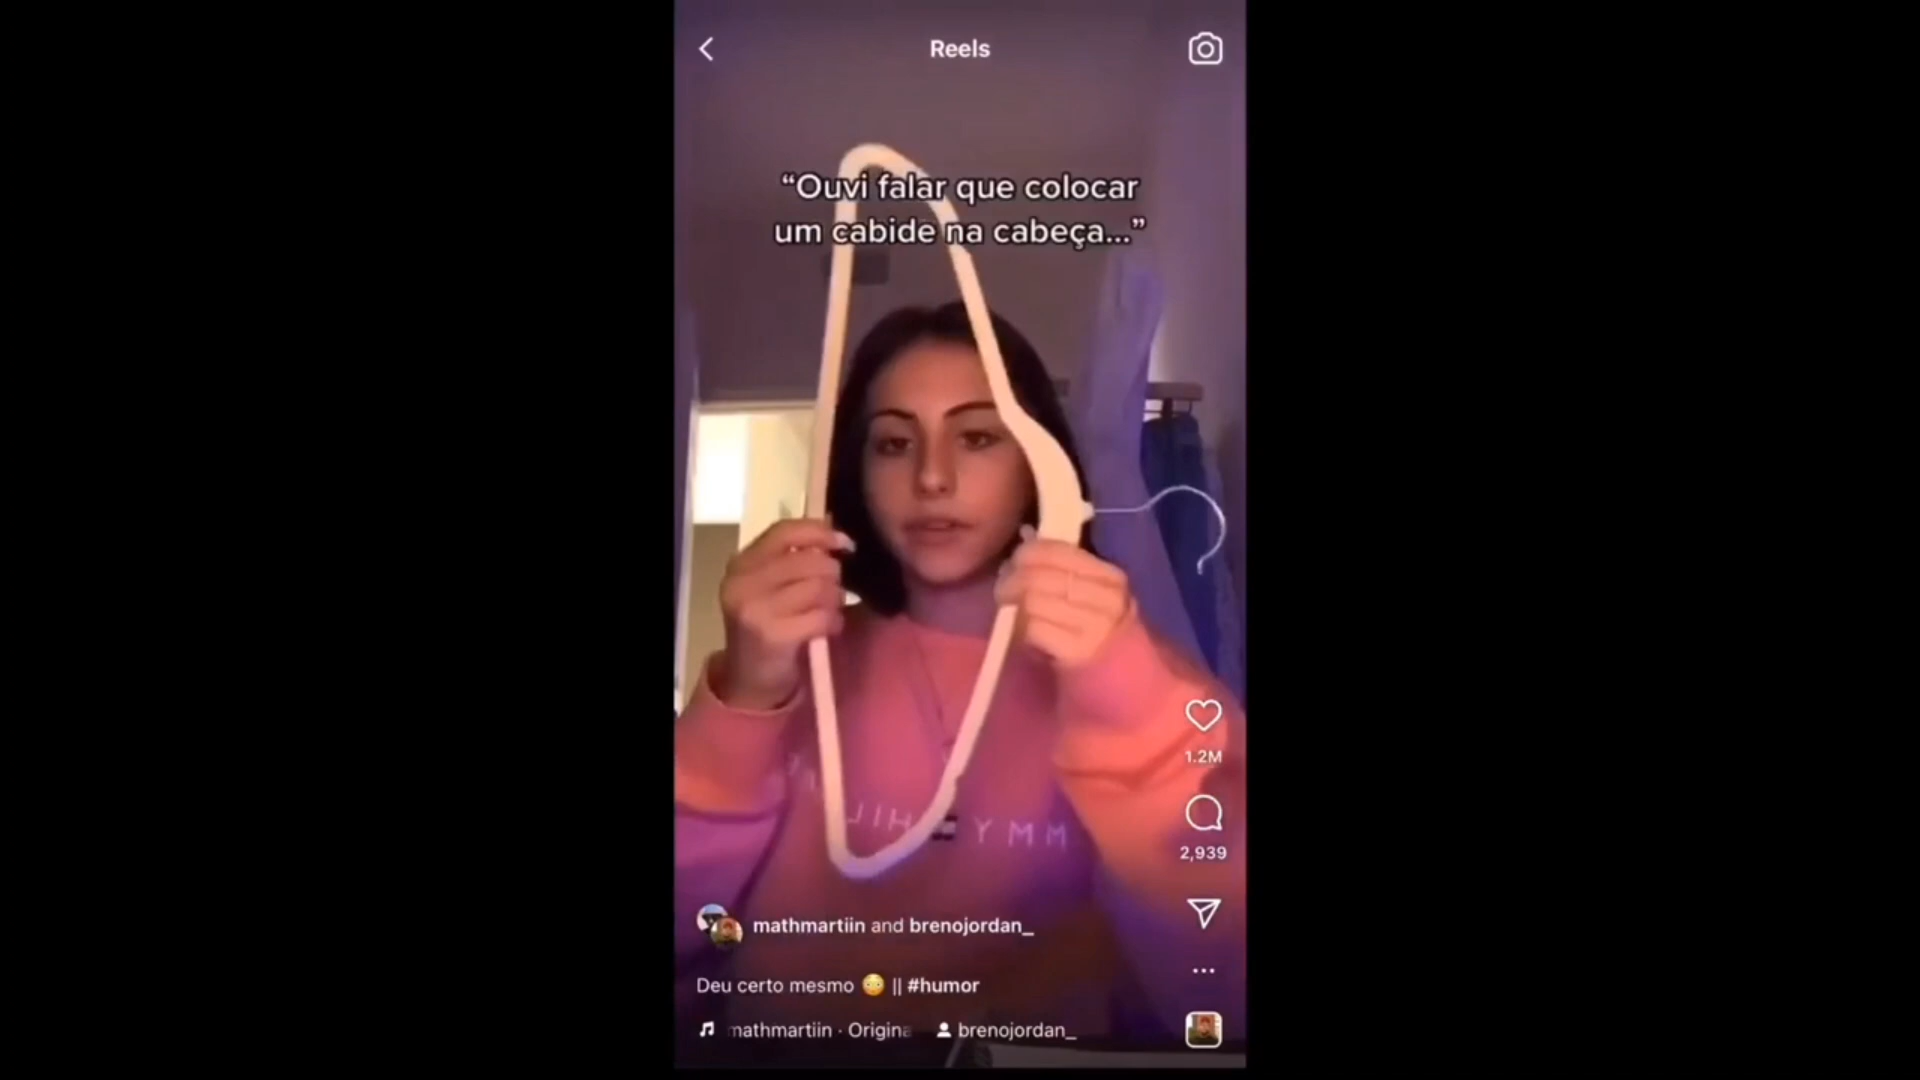 Reels
“Ouvi falar que colocar
um cabide na cabeça...”
1.2M
2,939
mathmartiin and brenojordan_
Deu certo mesmo 😳 || #humor
mathmartiin · Origina
brenojordan_